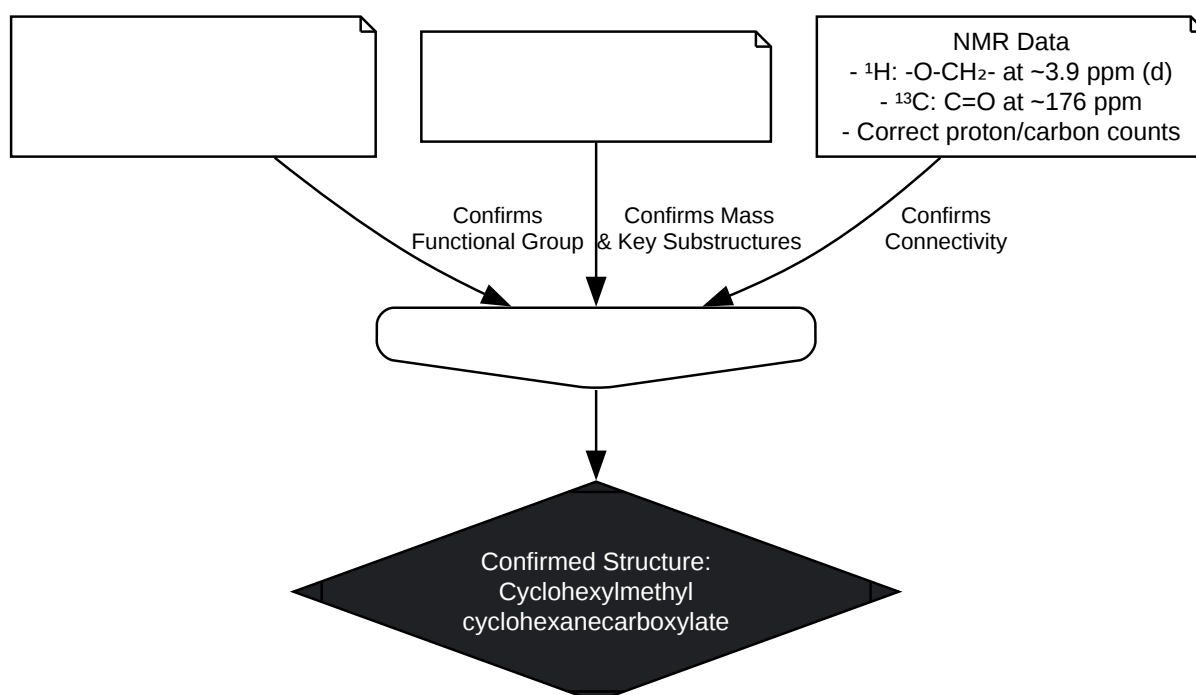 NMR Data
- ¹H: -O-CH₂- at ~3.9 ppm (d)
- ¹³C: C=O at ~176 ppm
- Correct proton/carbon counts
Confirms
Functional Group
Confirms Mass
& Key Substructures
Confirms
Connectivity
Confirmed Structure:
Cyclohexylmethyl
cyclohexanecarboxylate